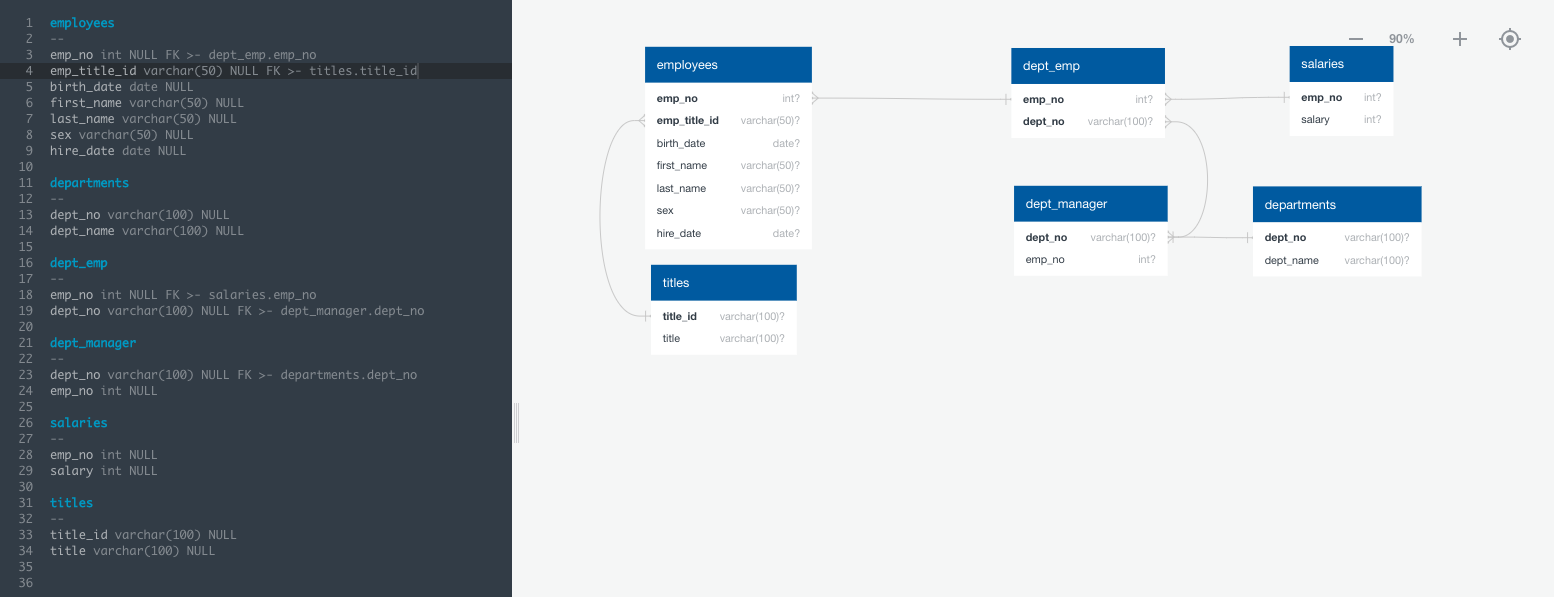 1 employees
2 --
3 emp_no int NULL FK >- dept_emp.emp_no
4 emp_title_id varchar(50) NULL FK >- titles.title_id
5 birth_date date NULL
6 first_name varchar(50) NULL
7 last_name varchar(50) NULL
8 sex varchar(50) NULL
9 hire_date date NULL
10
11 departments
12 --
13 dept_no varchar(100) NULL
14 dept_name varchar(100) NULL
15
16 dept_emp
17 --
18 emp_no int NULL FK >- salaries.emp_no
19 dept_no varchar(100) NULL FK >- dept_manager.dept_no
20
21 dept_manager
22 --
23 dept_no varchar(100) NULL FK >- departments.dept_no
24 emp_no int NULL
25
26 salaries
27 --
28 emp_no int NULL
29 salary int NULL
30
31 titles
32 --
33 title_id varchar(100) NULL
34 title varchar(100) NULL
35
36
90%
employees
emp_no int?
emp_title_id varchar(50)?
birth_date date?
first_name varchar(50)?
last_name varchar(50)?
sex varchar(50)?
hire_date date?
titles
title_id varchar(100)?
title varchar(100)?
dept_emp
emp_no int?
dept_no varchar(100)?
salaries
emp_no int?
salary int?
dept_manager
dept_no varchar(100)?
emp_no int?
departments
dept_no varchar(100)?
dept_name varchar(100)?